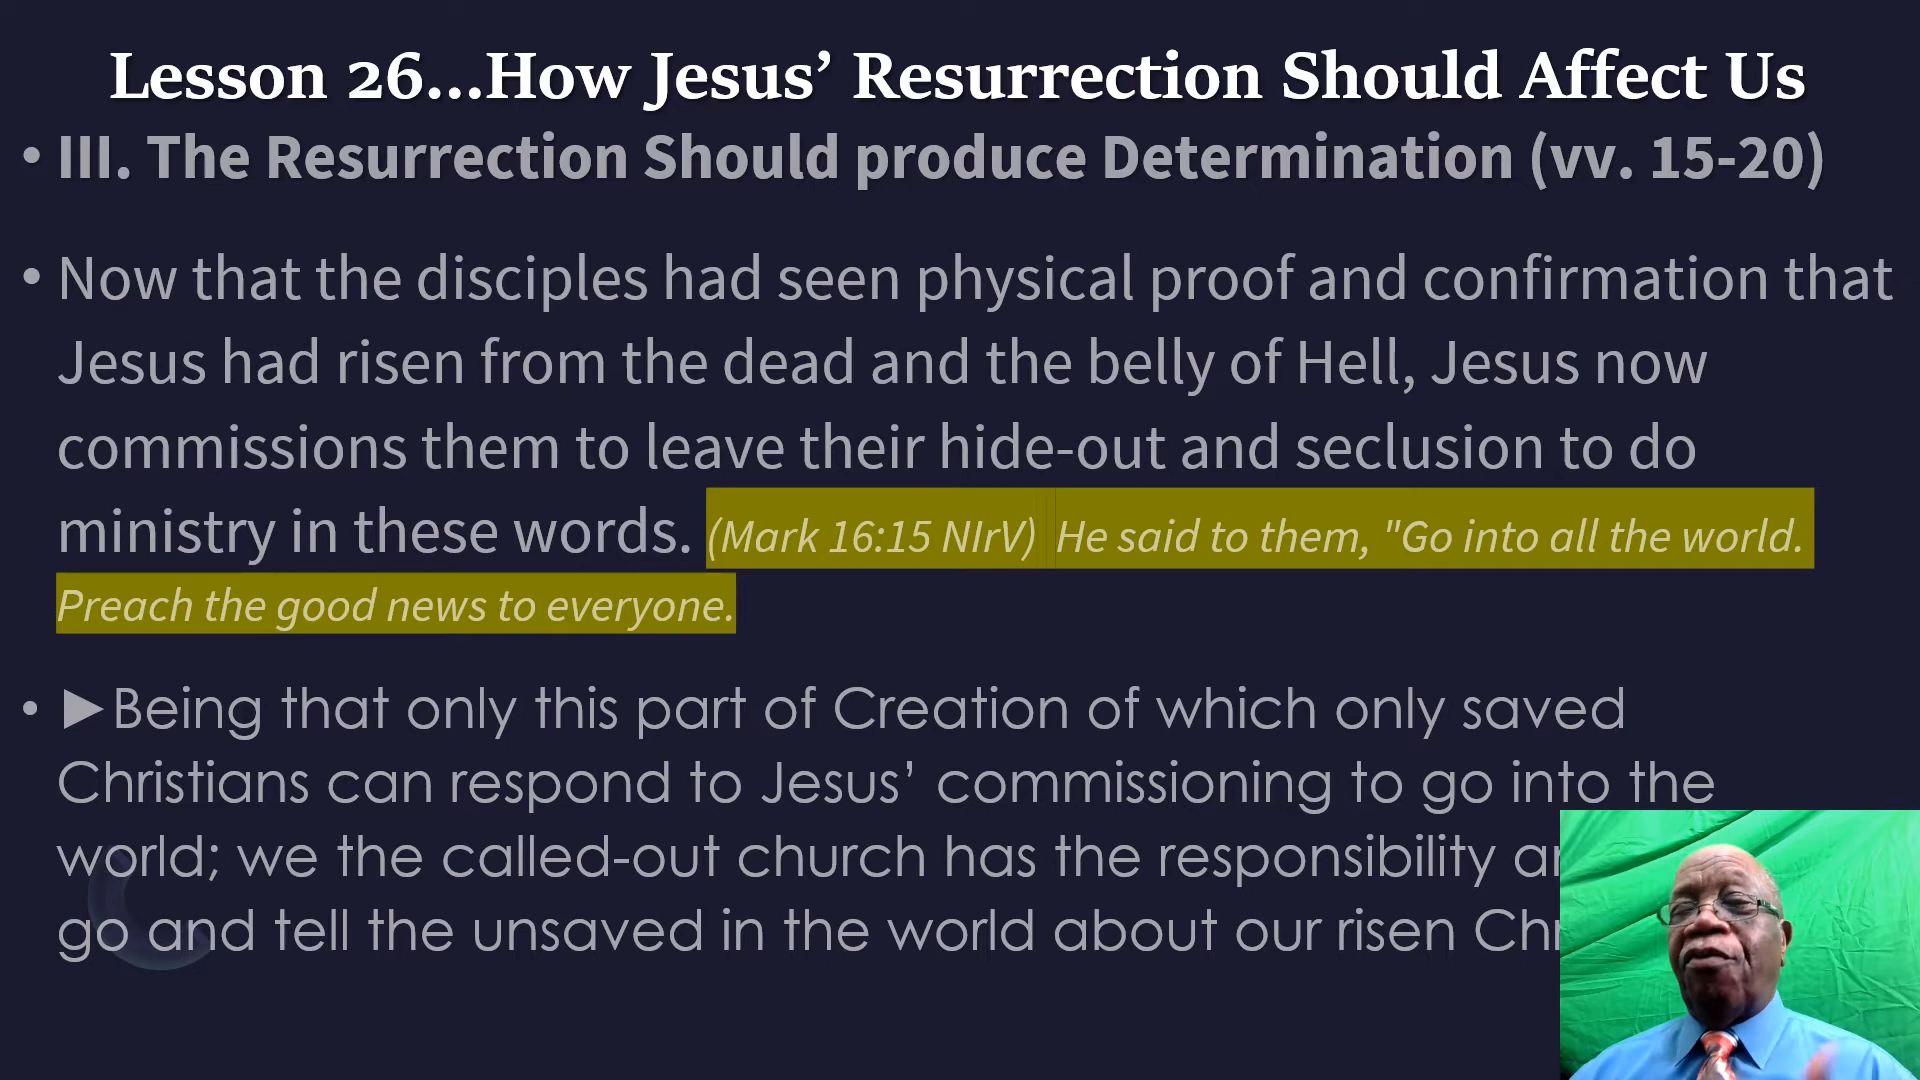 Lesson 26...How Jesus’ Resurrection Should Affect Us
• III. The Resurrection Should produce Determination (vv. 15-20)
• Now that the disciples had seen physical proof and confirmation that
Jesus had risen from the dead and the belly of Hell, Jesus now
commissions them to leave their hide-out and seclusion to do
ministry in these words. (Mark 16:15 NIrV) He said to them, "Go into all the world.
Preach the good news to everyone.
• ►Being that only this part of Creation of which only saved
Christians can respond to Jesus’ commissioning to go into the
world; we the called-out church has the responsibility
go and tell the unsaved in the world about our risen